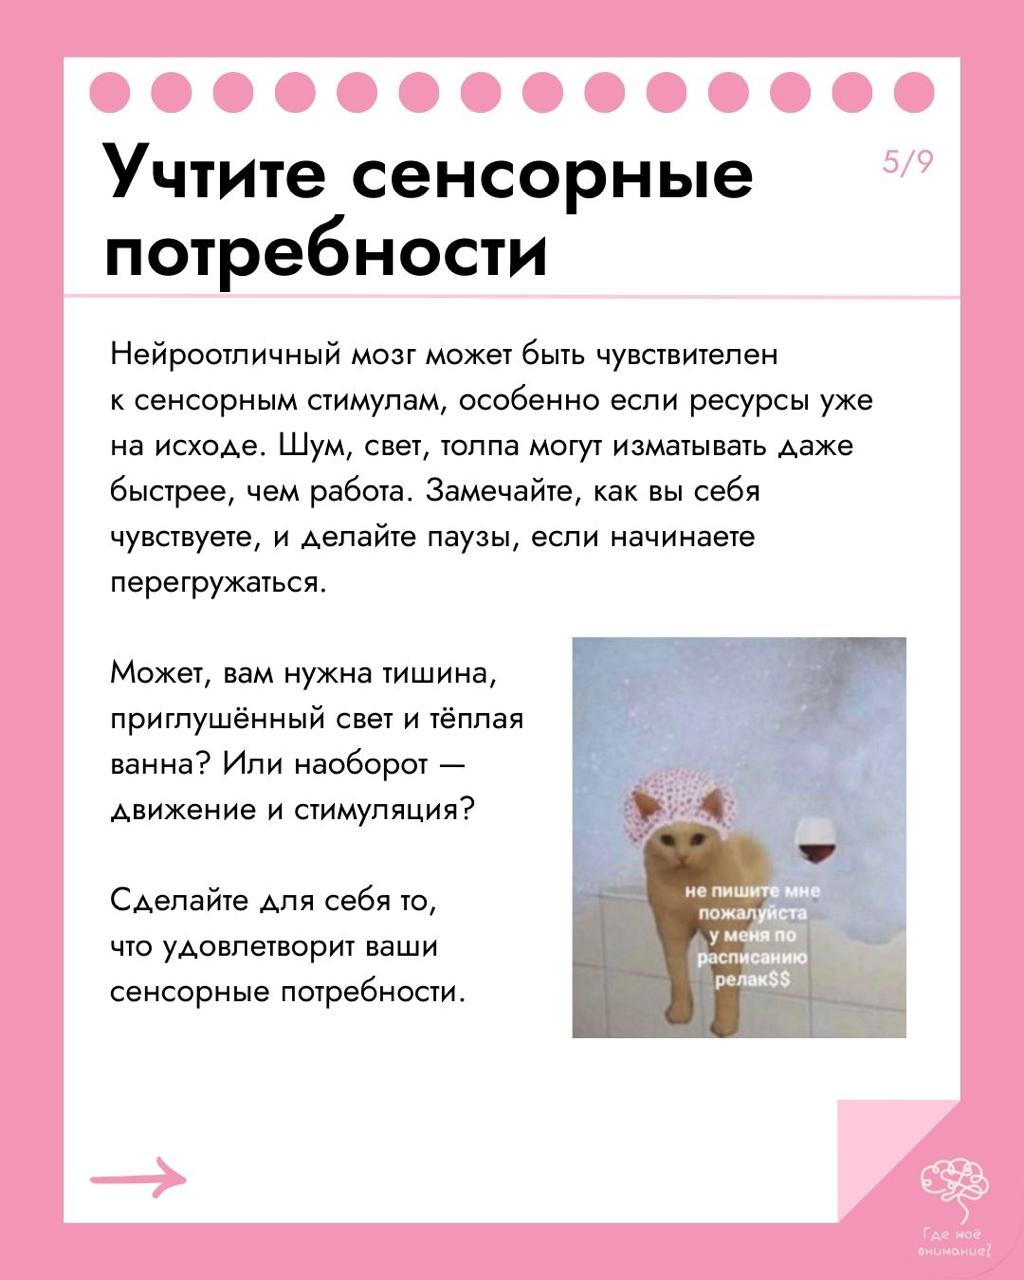 Учтите сенсорные
потребности
5/9
Нейроотличный мозг может быть чувствителен
к сенсорным стимулам, особенно если ресурсы уже
на исходе. Шум, свет, толпа могут изматывать даже
быстрее, чем работа. Замечайте, как вы себя
чувствуете, и делайте паузы, если начинаете
перегружаться.
Может, вам нужна тишина,
приглушённый свет и тёплая
ванна? Или наоборот —
движение и стимуляция?
Сделайте для себя то,
что удовлетворит ваши
сенсорные потребности.
не пишите мне
пожалуйста
у меня по
расписанию
релак$$
Где моё
внимание?